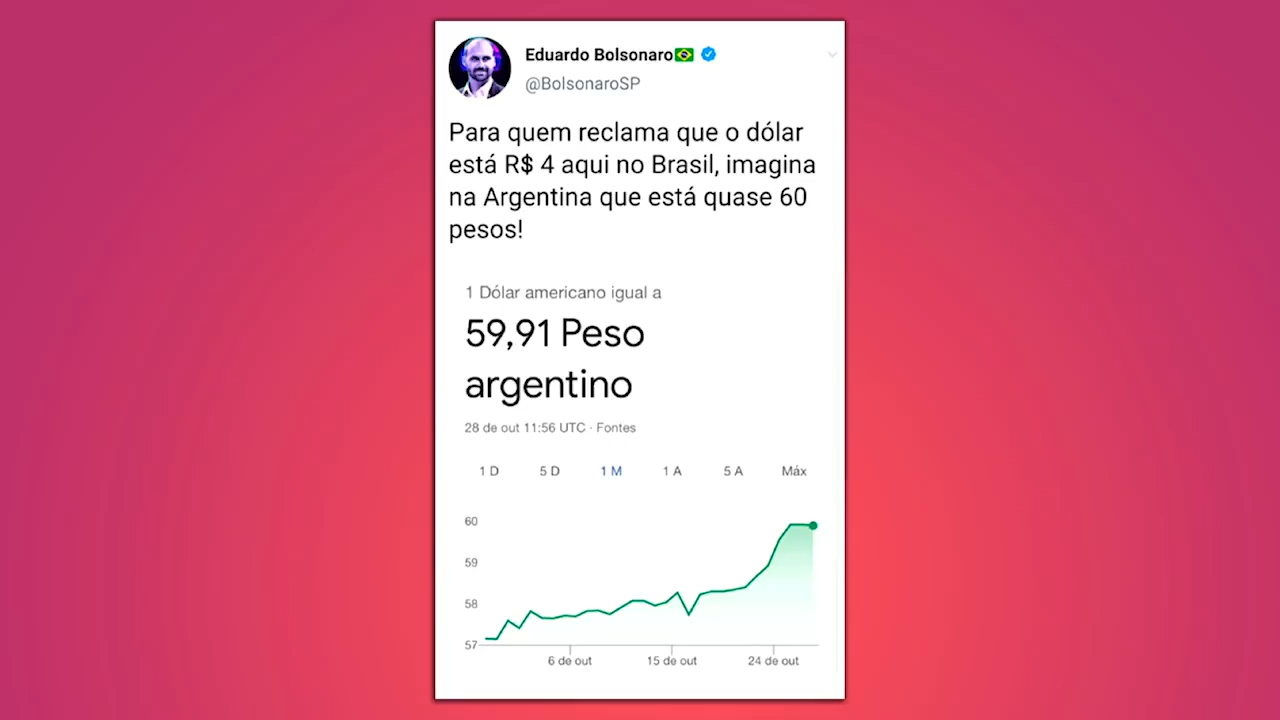 Eduardo Bolsonaro🇧🇷
@BolsonaroSP
Para quem reclama que o dólar
está R$ 4 aqui no Brasil, imagina
na Argentina que está quase 60
pesos!
1 Dólar americano igual a
59,91 Peso
argentino
28 de out 11:56 UTC · Fontes
1 D 5 D 1 M 1 A 5 A Máx
60
59
58
57
6 de out 15 de out 24 de out